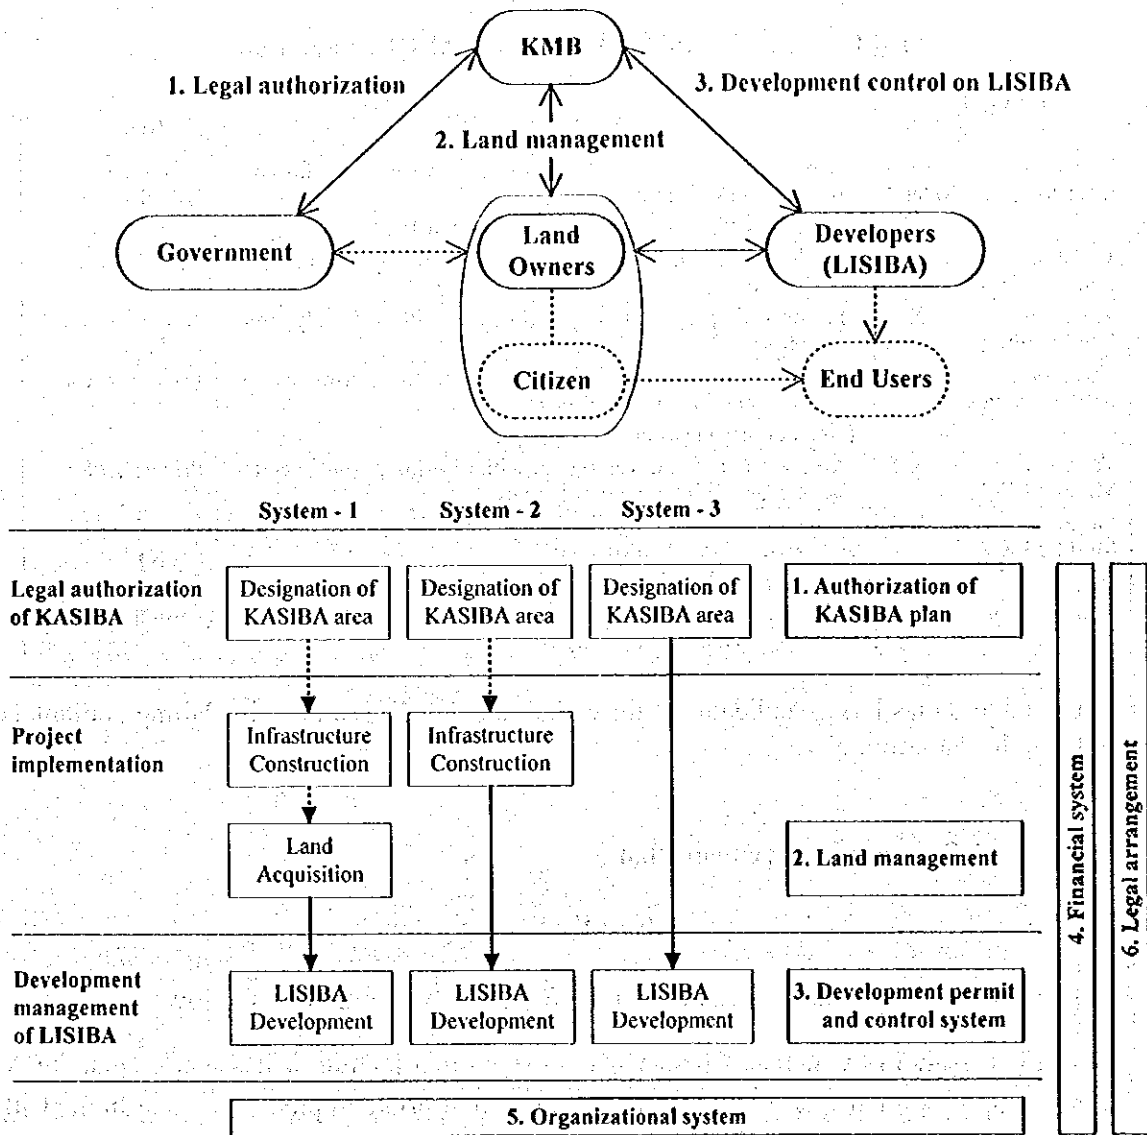 KMB
1. Legal authorization
3. Development control on LISIBA
2. Land management
Government
Land
Owners
Developers
(LISIBA)
Citizen
End Users
System - 1
System - 2
System - 3
Legal authorization
of KASIBA
Designation of
KASIBA area
Designation of
KASIBA area
Designation of
KASIBA area
1. Authorization of
KASIBA plan
Project
implementation
Infrastructure
Construction
Infrastructure
Construction
Land
Acquisition
2. Land management
Development
management
of LISIBA
LISIBA
Development
LISIBA
Development
LISIBA
Development
3. Development permit
and control system
4. Financial system
6. Legal arrangement
5. Organizational system